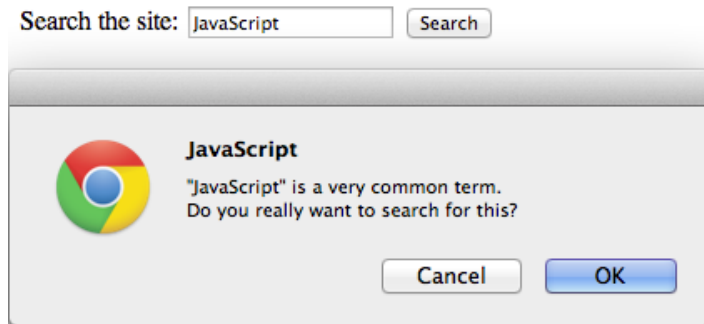 Search the site: JavaScript Search
JavaScript
"JavaScript" is a very common term.
Do you really want to search for this?
Cancel OK